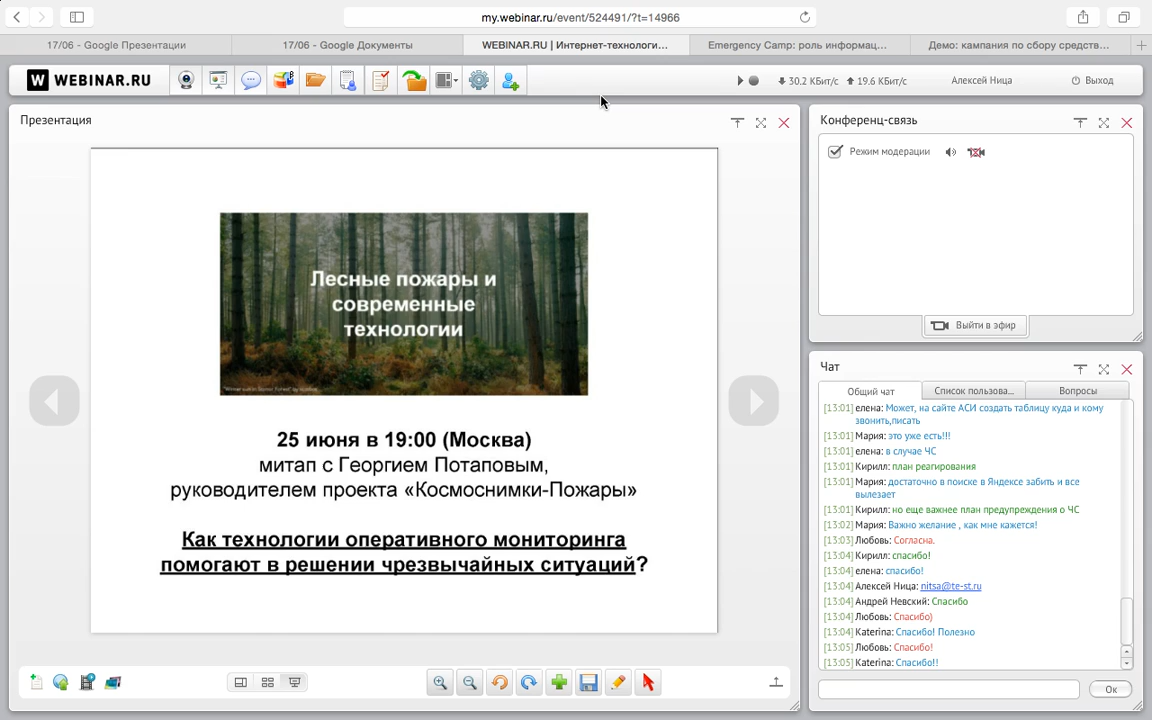 my.webinar.ru/event/524491/?t=14966
17/06 - Google Презентации
17/06 - Google Документы
WEBINAR.RU | Интернет-технологи...
Emergency Camp: роль информац...
Демо: кампания по сбору средств...
W WEBINAR.RU
30.2 КБит/с
19.6 КБит/с
Алексей Ница
Выход
Презентация
Лесные пожары и
современные
технологии
25 июня в 19:00 (Москва)
митап с Георгием Потаповым,
руководителем проекта «Космоснимки-Пожары»
Как технологии оперативного мониторинга
помогают в решении чрезвычайных ситуаций?
Конференц-связь
Режим модерации
Выйти в эфир
Чат
Общий чат
Список пользова...
Вопросы
[13:01] елена: Может, на сайте АСИ создать таблицу куда и кому
звонить,писать
[13:01] Мария: это уже есть!!!
[13:01] елена: в случае ЧС
[13:01] Кирилл: план реагирования
[13:01] Мария: достаточно в поиске в Яндексе забить и все
вылезает
[13:01] Кирилл: но еще важнее план предупреждения о ЧС
[13:02] Мария: Важно желание , как мне кажется!
[13:03] Любовь: Согласна.
[13:04] Кирилл: спасибо!
[13:04] елена: спасибо!
[13:04] Алексей Ница: nitsa@te-st.ru
[13:04] Андрей Невский: Спасибо
[13:04] Любовь: Спасибо)
[13:04] Katerina: Спасибо! Полезно
[13:05] Любовь: Спасибо!
[13:05] Katerina: Спасибо!!
Ок